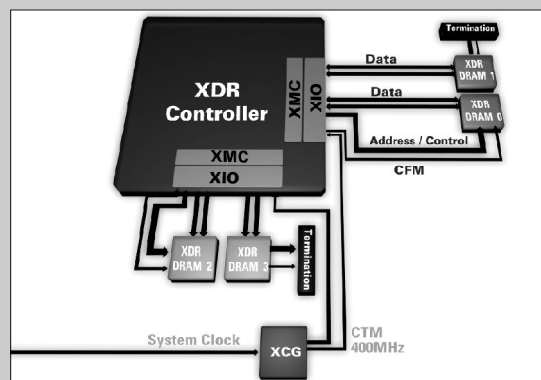 Termination
Data
XDR
DRAM 1
XDR
Controller
XMC
XIO
Data
XDR
DRAM 0
Address / Control
CFM
XMC
XIO
XDR
DRAM 2
XDR
DRAM 3
Termination
System Clock
XCG
CTM
400MHz